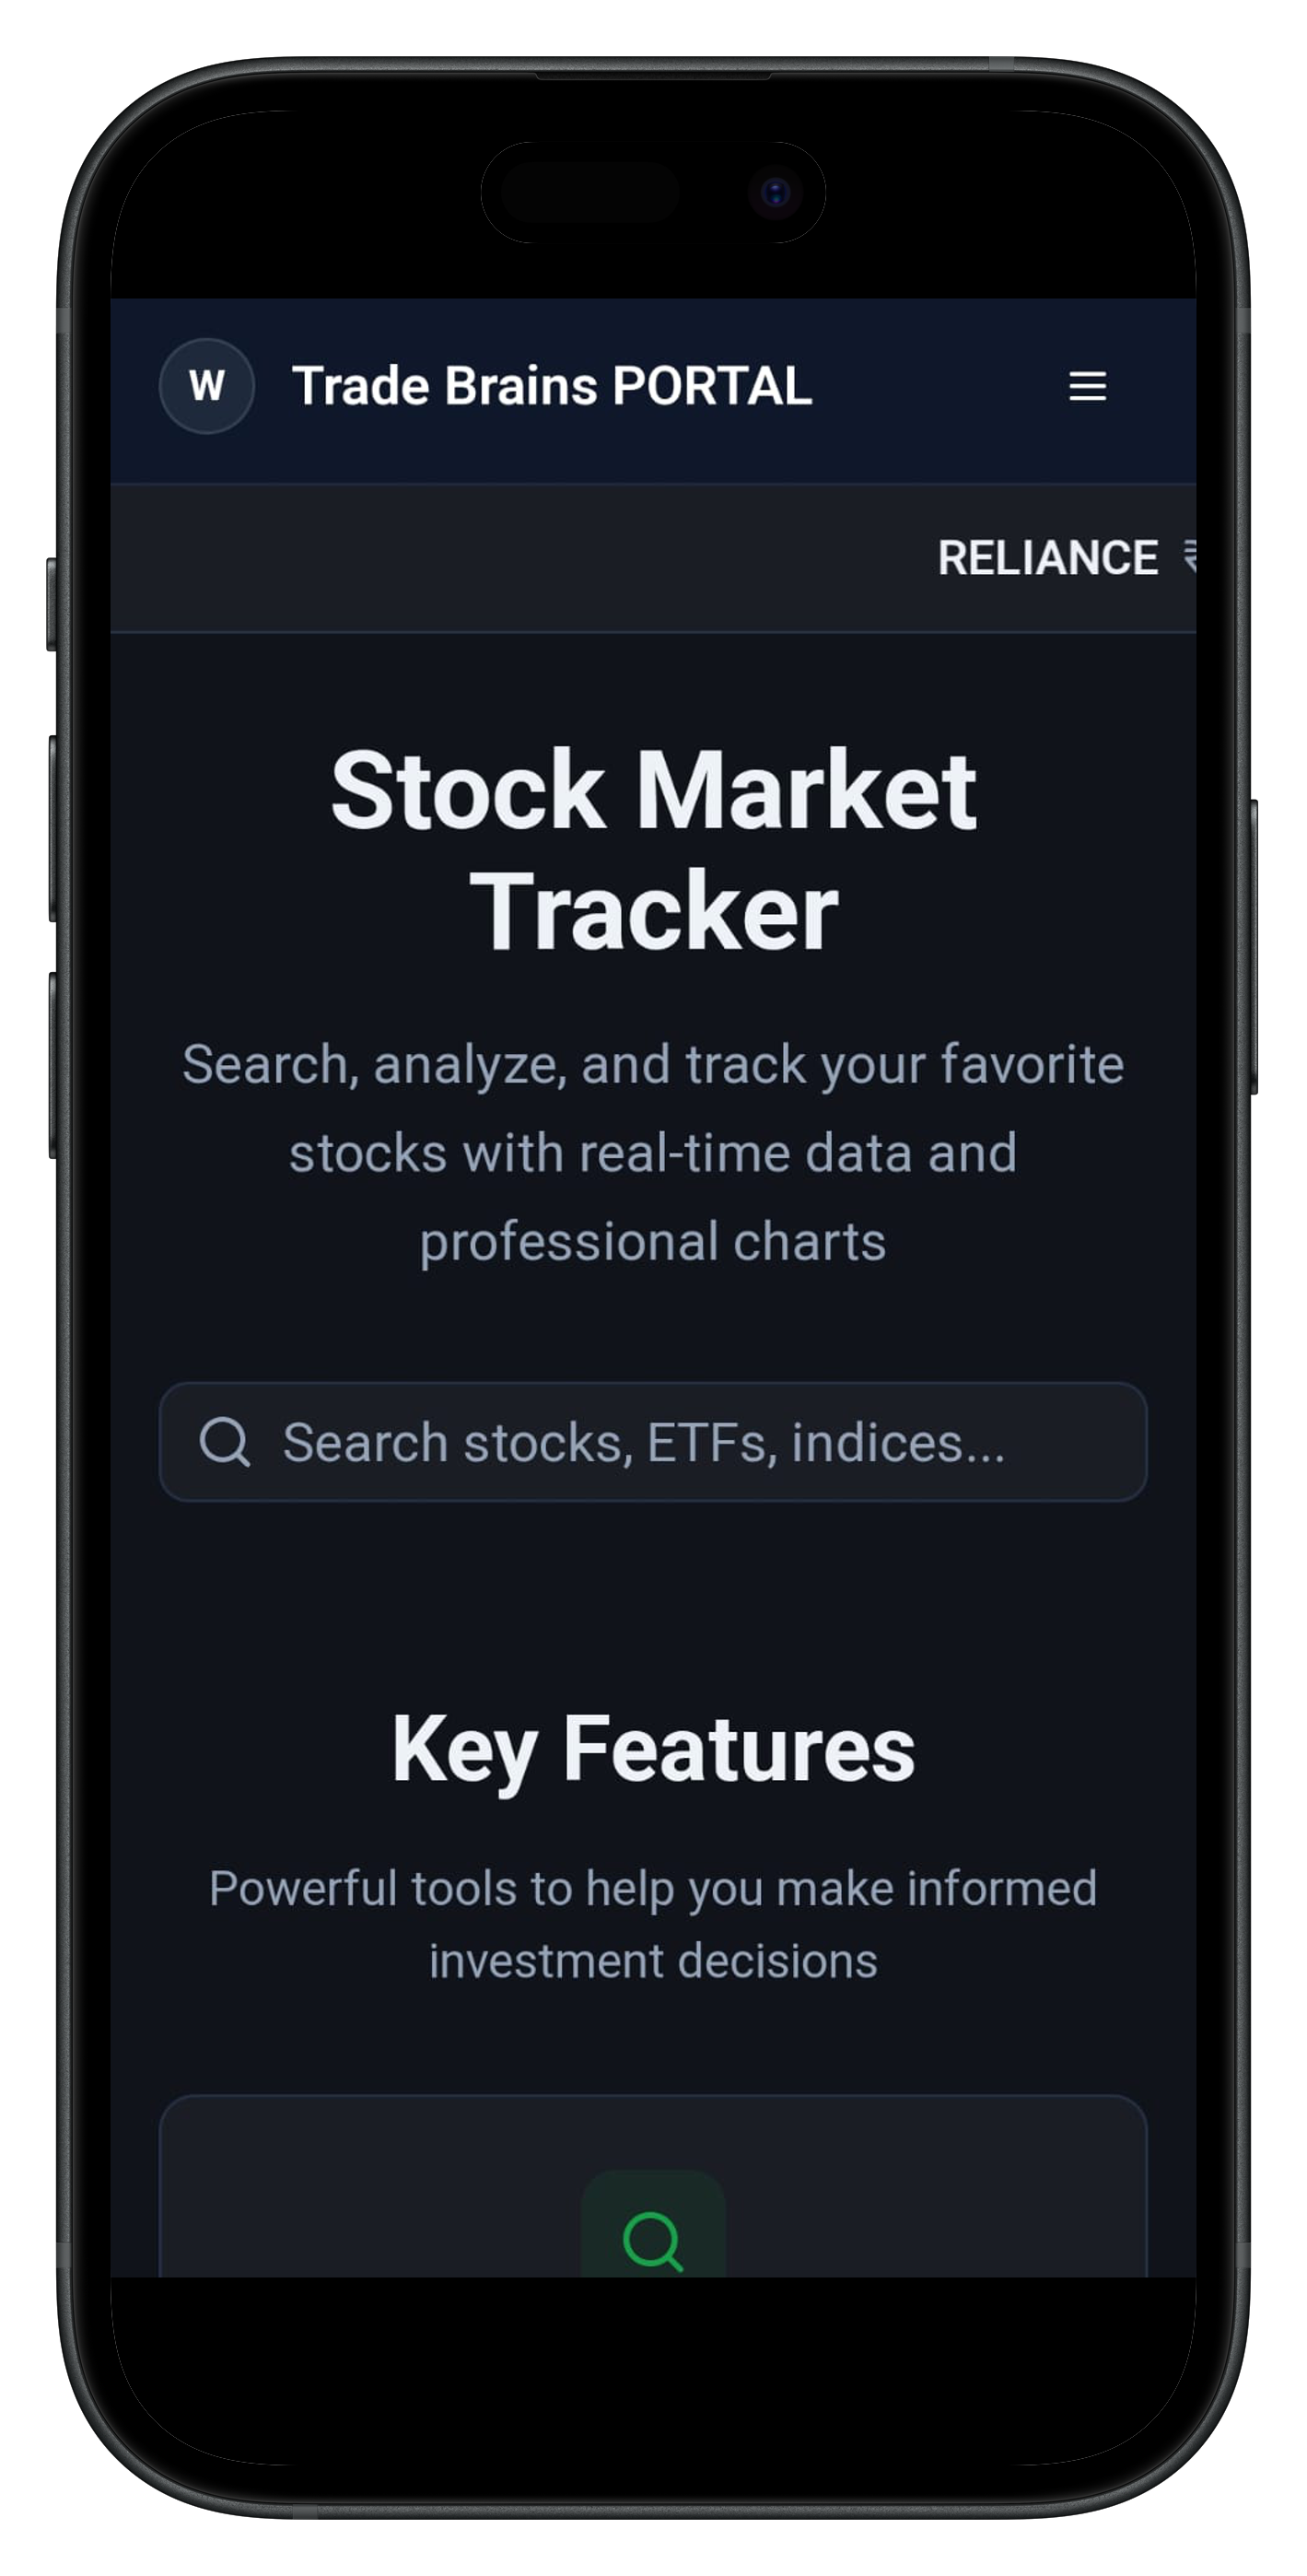 W Trade Brains PORTAL
RELIANCE ₹
Stock Market
Tracker
Search, analyze, and track your favorite
stocks with real-time data and
professional charts
Search stocks, ETFs, indices...
Key Features
Powerful tools to help you make informed
investment decisions